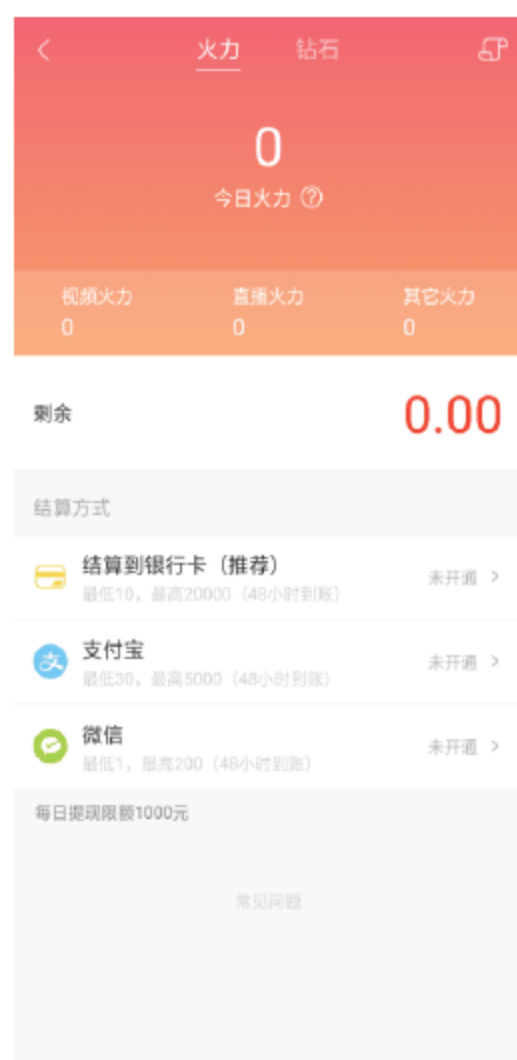 火力 钻石
0
今日火力 ?
视频火力 直播火力 其它火力
0 0 0
剩余 0.00
结算方式
结算到银行卡（推荐） 未开通 >
最低10，最高20000（48小时到账）
支付宝 未开通 >
最低30，最高5000（48小时到账）
微信 未开通 >
最低1，最高200（48小时到账）
每日提现限额1000元
常见问题